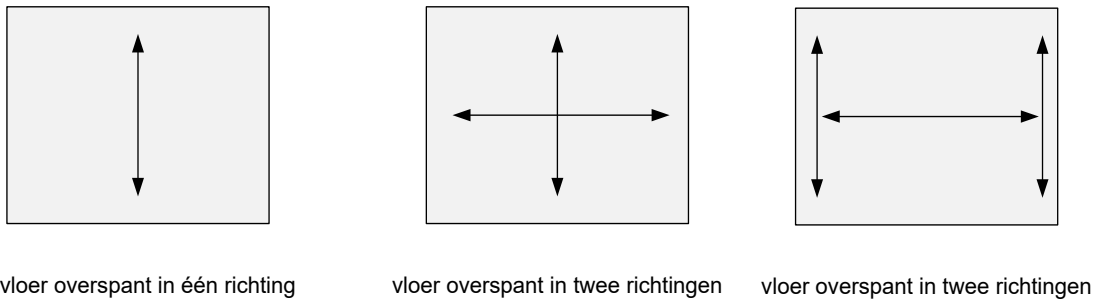 vloer overspant in één richting
vloer overspant in twee richtingen
vloer overspant in twee richtingen